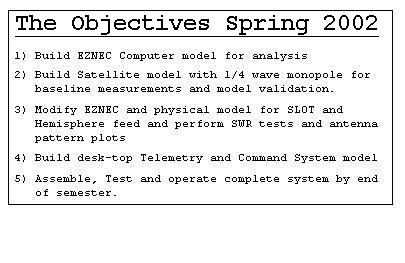 The Objectives Spring 2002
1) Build EZNEC Computer model for analysis
2) Build Satellite model with 1/4 wave monopole for
baseline measurements and model validation.
3) Modify EZNEC and physical model for SLOT and
Hemisphere feed and perform SWR tests and antenna
pattern plots
4) Build desk-top Telemetry and Command System model
5) Assemble, Test and operate complete system by end
of semester.